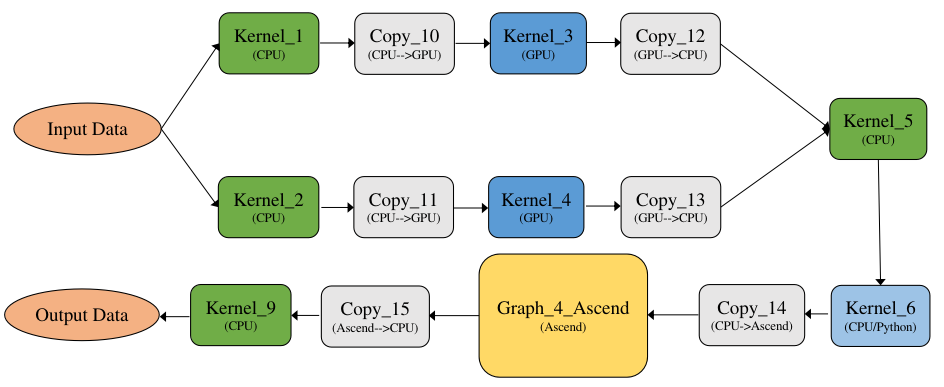 Kernel_1
(CPU)
Copy_10
(CPU-->GPU)
Kernel_3
(GPU)
Copy_12
(GPU-->CPU)
Input Data
Kernel_5
(CPU)
Kernel_2
(CPU)
Copy_11
(CPU-->GPU)
Kernel_4
(GPU)
Copy_13
(GPU-->CPU)
Output Data
Kernel_9
(CPU)
Copy_15
(Ascend-->CPU)
Graph_4_Ascend
(Ascend)
Copy_14
(CPU->Ascend)
Kernel_6
(CPU/Python)